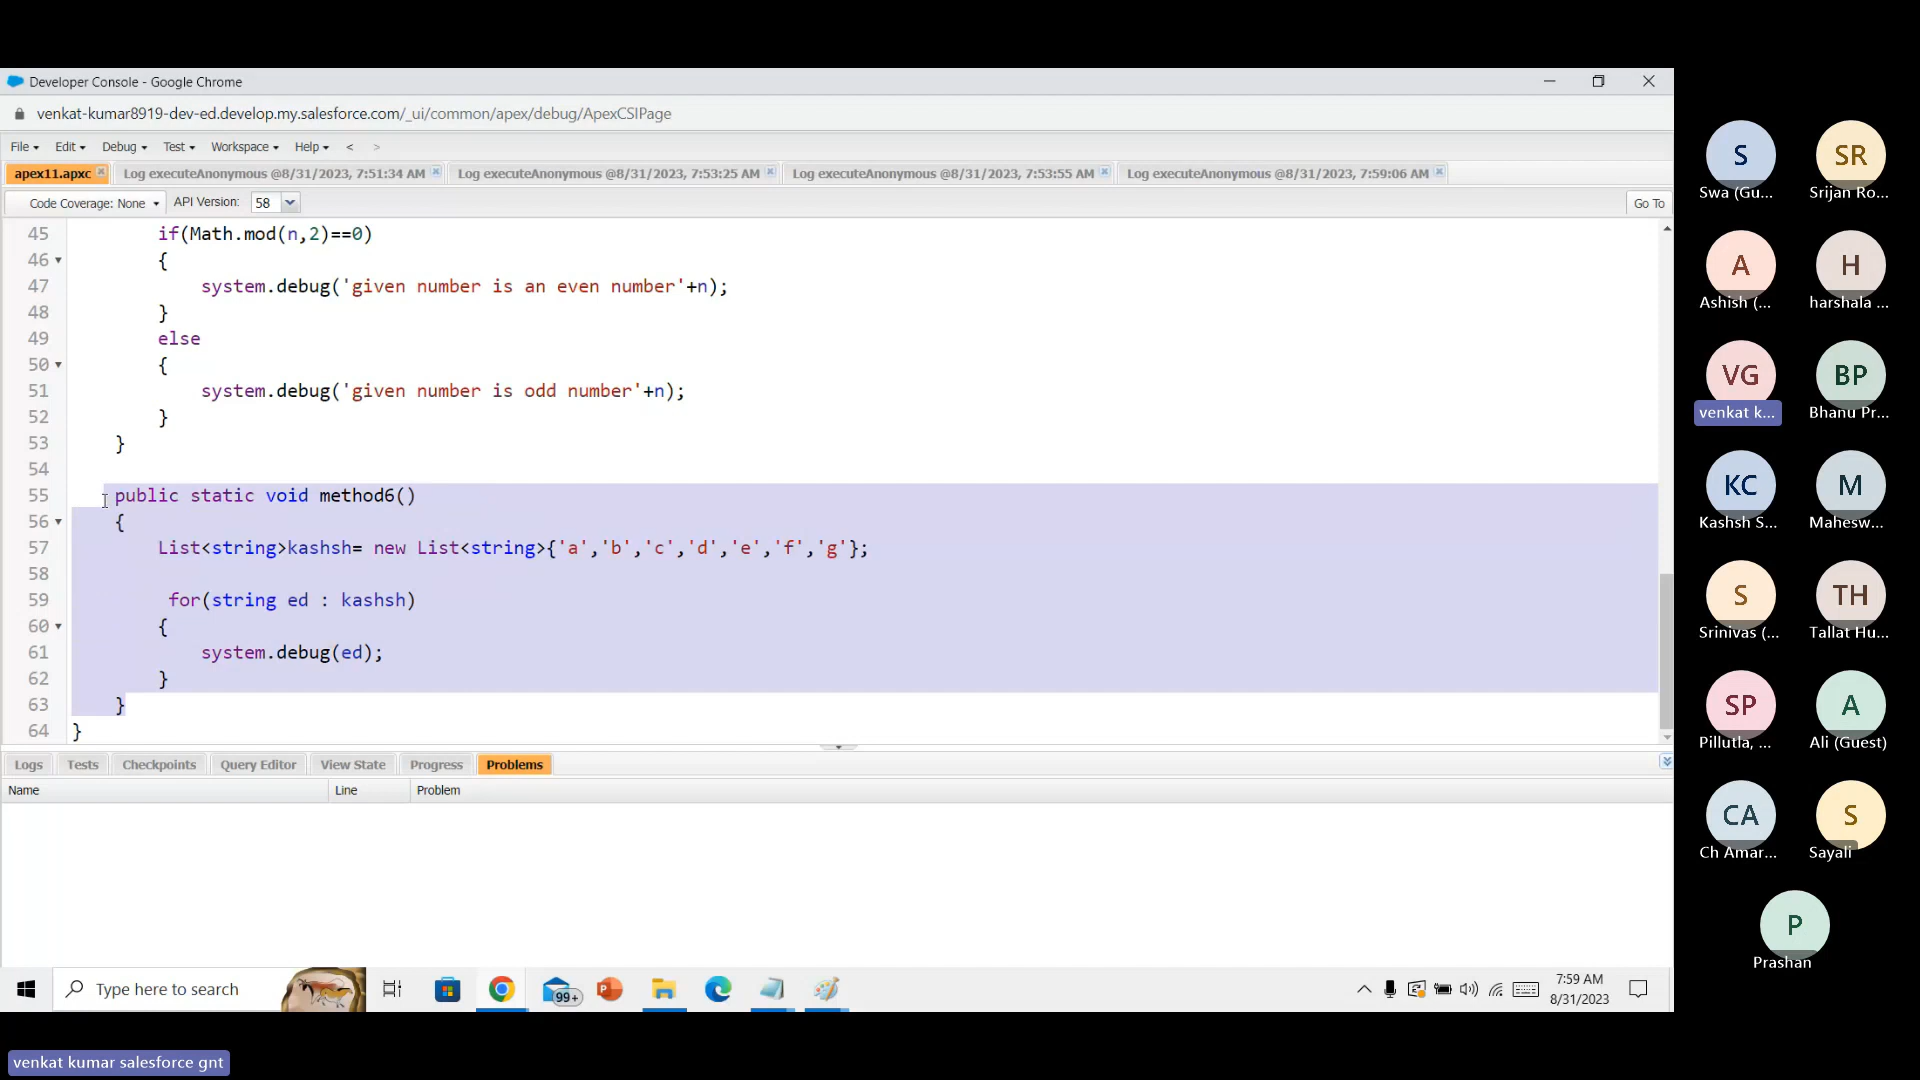 Developer Console - Google Chrome
venkat-kumar8919-dev-ed.develop.my.salesforce.com/_ui/common/apex/debug/ApexCSIPage
File Edit Debug Test Workspace Help < >
apex11.apxc Log executeAnonymous @8/31/2023, 7:51:34 AM Log executeAnonymous @8/31/2023, 7:53:25 AM Log executeAnonymous @8/31/2023, 7:53:55 AM Log executeAnonymous @8/31/2023, 7:59:06 AM
Code Coverage: None API Version: 58 Go To
45 if(Math.mod(n,2)==0)
46 {
47 system.debug('given number is an even number'+n);
48 }
49 else
50 {
51 system.debug('given number is odd number'+n);
52 }
53 }
54
55 public static void method6()
56 {
57 List<string>kashsh= new List<string>{'a','b','c','d','e','f','g'};
58
59 for(string ed : kashsh)
60 {
61 system.debug(ed);
62 }
63 }
64 }
Logs Tests Checkpoints Query Editor View State Progress Problems
Name Line Problem
Type here to search
99+
7:59 AM
8/31/2023
S SR
Swa (Gu... Srijan Ro...
A H
Ashish (... harshala ...
VG BP
venkat k... Bhanu Pr...
KC M
Kashsh S... Mahesw...
S TH
Srinivas (... Tallat Hu...
SP A
Pillutla, ... Ali (Guest)
CA S
Ch Amar... Sayali
P
Prashan
venkat kumar salesforce gnt